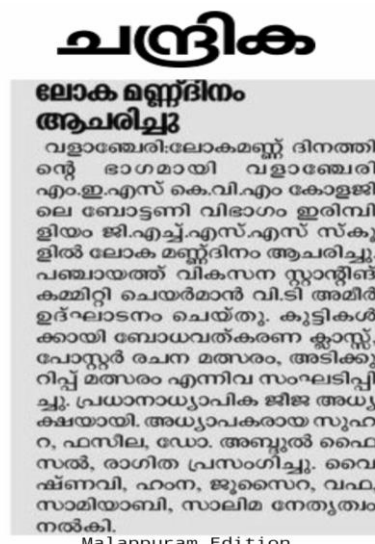 ചന്ദ്രിക
ലോക മണ്ണ്ദിനം
ആചരിച്ചു
വളാഞ്ചേരി:ലോകമണ്ണ് ദിനത്തി
ന്റെ ഭാഗമായി വളാഞ്ചേരി
എം.ഇ.എസ് കെ.വി.എം കോളജി
ലെ ബോട്ടണി വിഭാഗം ഇരിമ്പി
ളിയം ജി.എച്ച്.എസ്.എസ് സ്കൂ
ളിൽ ലോക മണ്ണ്ദിനം ആചരിച്ചു.
പഞ്ചായത്ത് വികസന സ്റ്റാന്റിങ്
കമ്മിറ്റി ചെയർമാൻ വി.ടി അമീർ
ഉദ്ഘാടനം ചെയ്തു. കുട്ടികൾ
ക്കായി ബോധവത്കരണ ക്ലാസ്സ്,
പോസ്റ്റർ രചന മത്സരം, അടിക്കു
റിപ്പ് മത്സരം എന്നിവ സംഘടിപ്പി
ച്ചു. പ്രധാനാധ്യാപിക ജീജ അധ്യ
ക്ഷയായി. അധ്യാപകരായ സുഹ
റ, ഫസീല, ഡോ. അബ്ദുൽ ഫൈ
സൽ, രാഗിത പ്രസംഗിച്ചു. വൈ
ഷ്ണവി, ഹംന, ജുസൈറ, വഫ,
സാമിയാബി, സാലിമ നേതൃത്വം
നൽകി.
Malappuram Edition